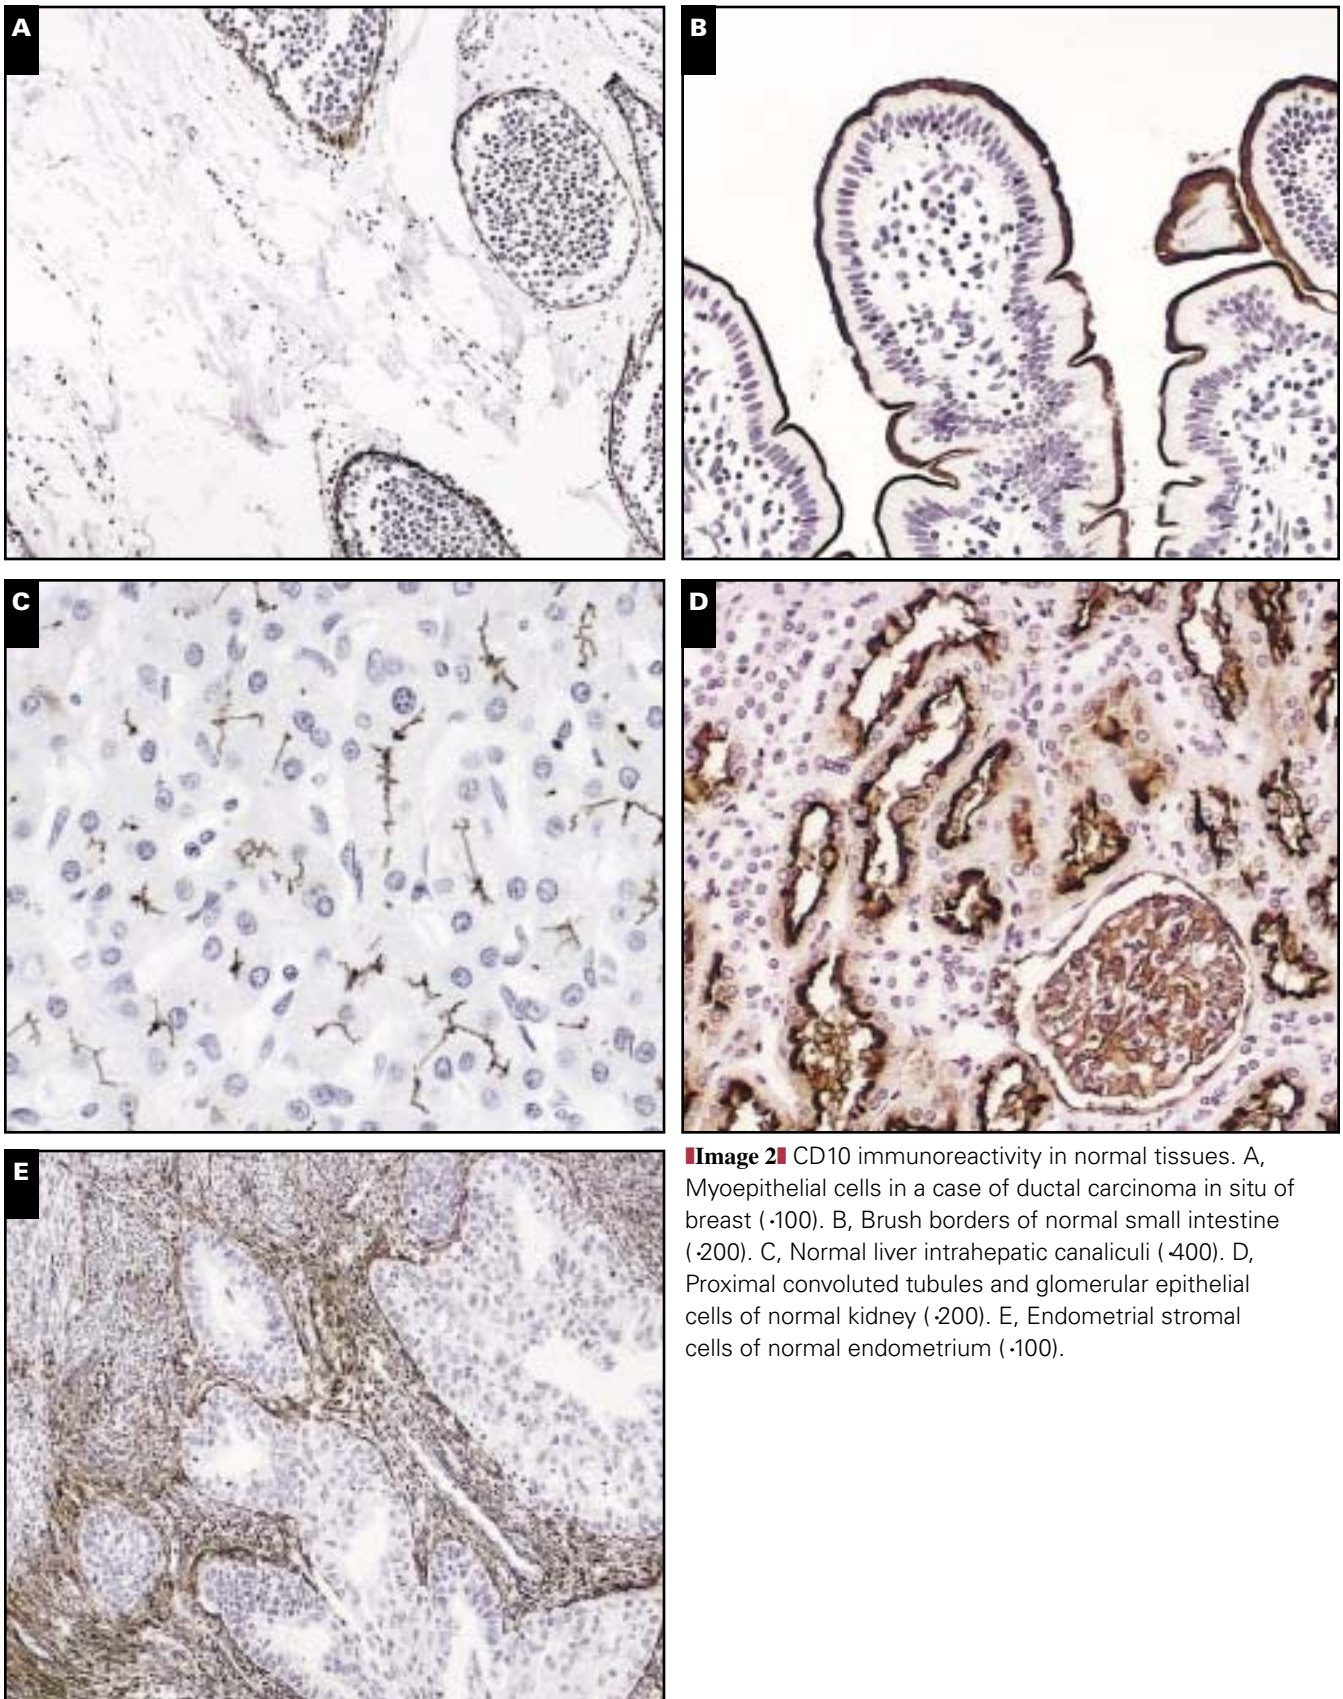 A
B
C
D
E
❚Image 2❚ CD10 immunoreactivity in normal tissues. A,
Myoepithelial cells in a case of ductal carcinoma in situ of
breast (·100). B, Brush borders of normal small intestine
(·200). C, Normal liver intrahepatic canaliculi (·400). D,
Proximal convoluted tubules and glomerular epithelial
cells of normal kidney (·200). E, Endometrial stromal
cells of normal endometrium (·100).